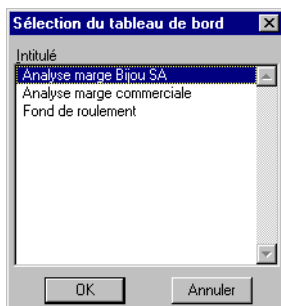 Sélection du tableau de bord
Intitulé
Analyse marge Bijou SA
Analyse marge commerciale
Fond de roulement
OK
Annuler